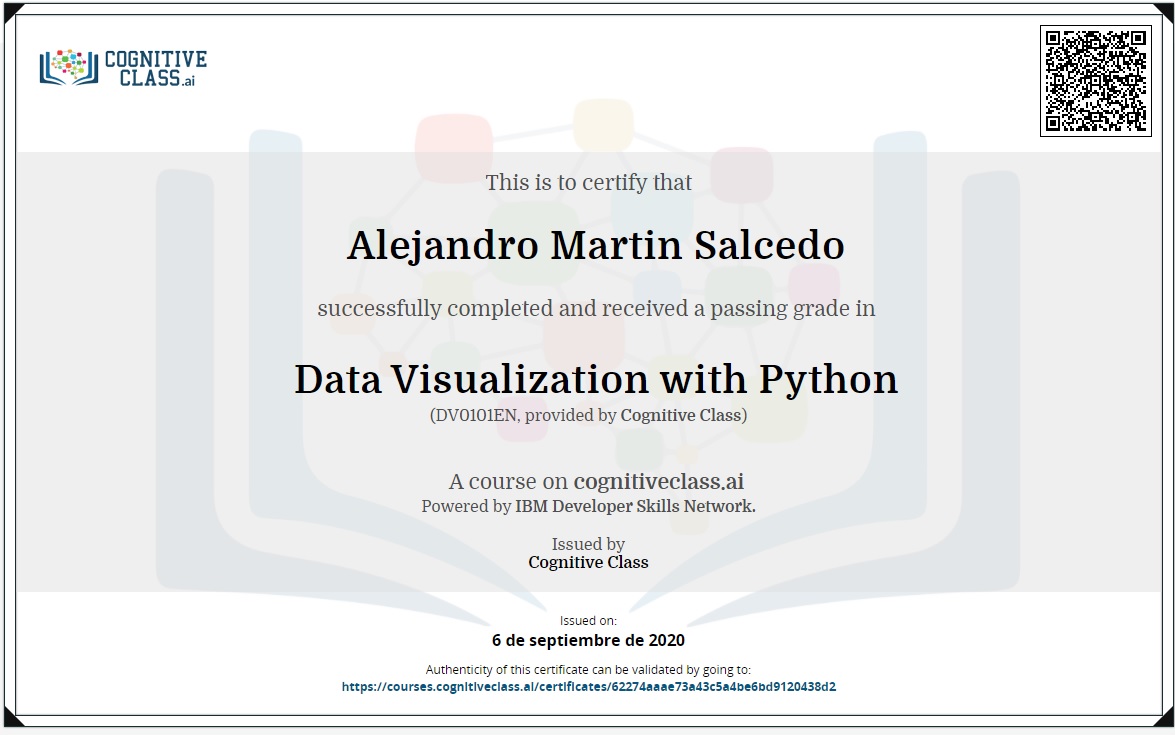 COGNITIVE
CLASS.ai
This is to certify that
Alejandro Martin Salcedo
successfully completed and received a passing grade in
Data Visualization with Python
(DV0101EN, provided by Cognitive Class)
A course on cognitiveclass.ai
Powered by IBM Developer Skills Network.
Issued by
Cognitive Class
Issued on:
6 de septiembre de 2020
Authenticity of this certificate can be validated by going to:
https://courses.cognitiveclass.ai/certificates/62274aaae73a43c5a4be6bd9120438d2